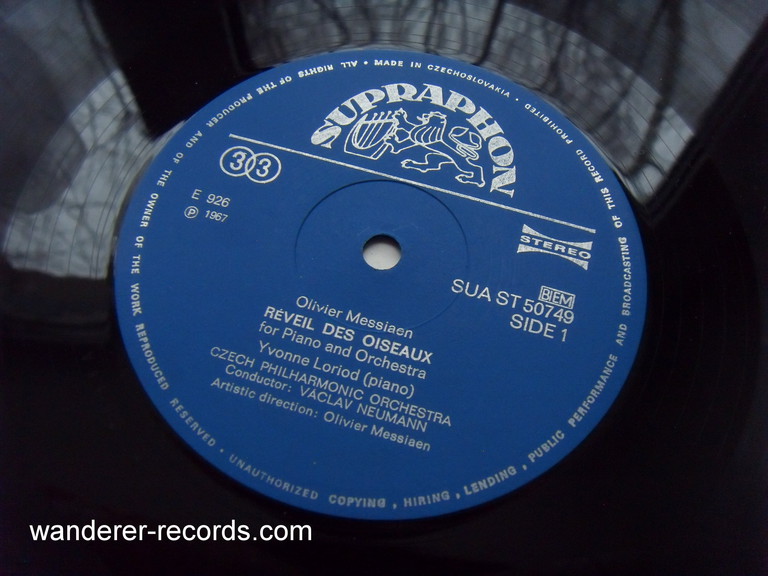 ALL RIGHTS OF THE PRODUCER AND OF THE OWNER OF THE WORK REPRODUCED RESERVED · UNAUTHORIZED COPYING, HIRING, LENDING, PUBLIC PERFORMANCE AND BROADCASTING OF THIS RECORD PROHIBITED · MADE IN CZECHOSLOVAKIA ·
SUPRAPHON
33
STEREO
E 926
℗ 1967
BIEM
SUA ST 50749
SIDE 1
Olivier Messiaen
RÉVEIL DES OISEAUX
for Piano and Orchestra
Yvonne Loriod (piano)
CZECH PHILHARMONIC ORCHESTRA
Conductor: VÁCLAV NEUMANN
Artistic direction: Olivier Messiaen
wanderer-records.com